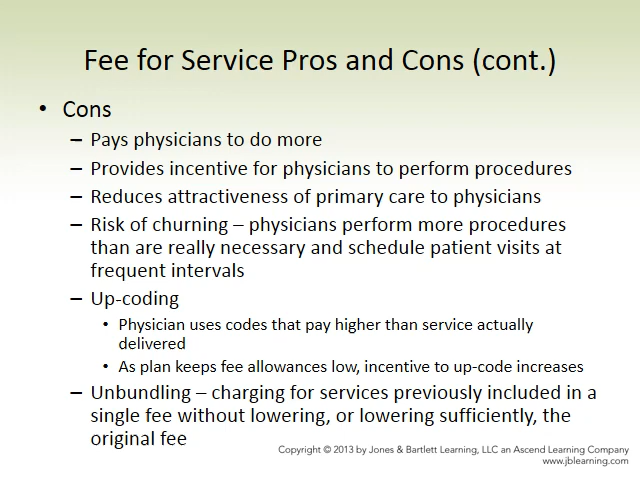 Fee for Service Pros and Cons (cont.)
• Cons
– Pays physicians to do more
– Provides incentive for physicians to perform procedures
– Reduces attractiveness of primary care to physicians
– Risk of churning – physicians perform more procedures
than are really necessary and schedule patient visits at
frequent intervals
– Up-coding
• Physician uses codes that pay higher than service actually
delivered
• As plan keeps fee allowances low, incentive to up-code increases
– Unbundling – charging for services previously included in a
single fee without lowering, or lowering sufficiently, the
original fee
Copyright © 2013 by Jones & Bartlett Learning, LLC an Ascend Learning Company
www.jblearning.com